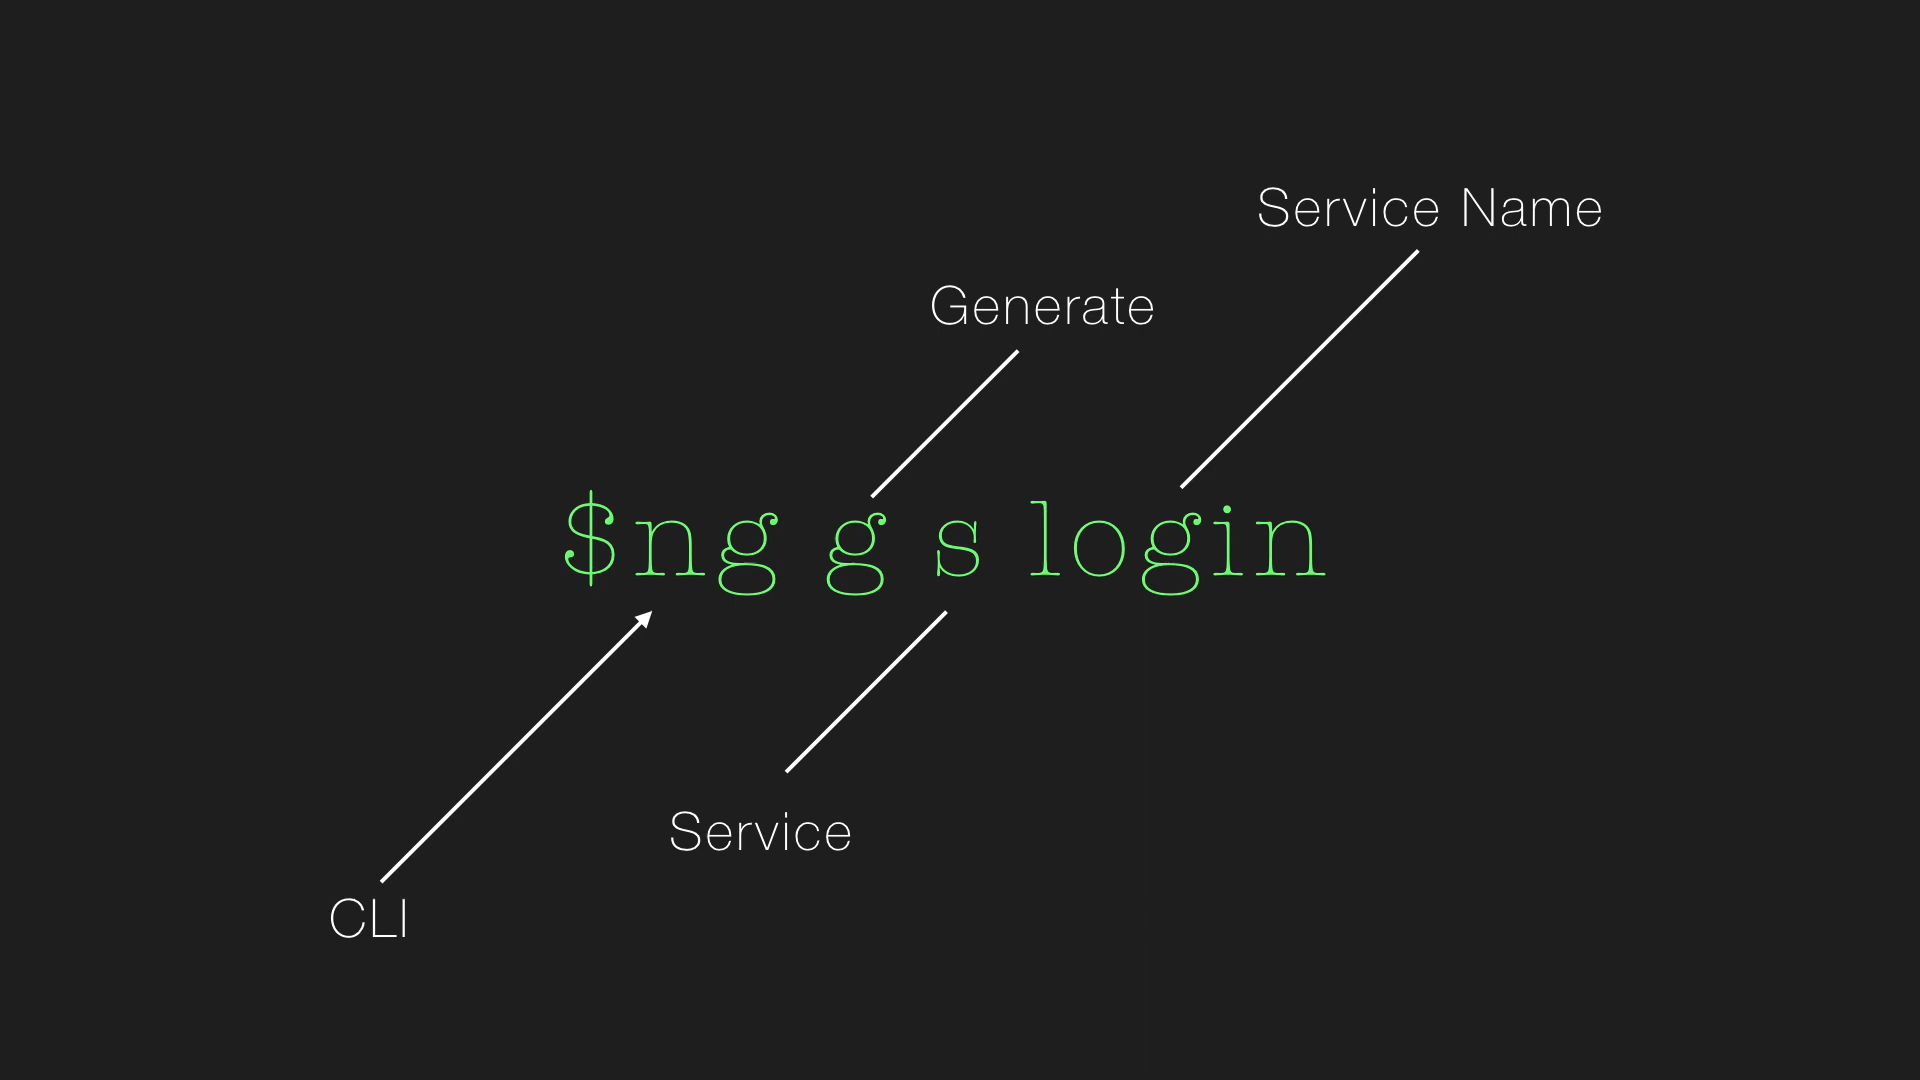 Service Name
Generate
$ng g s login
Service
CLI